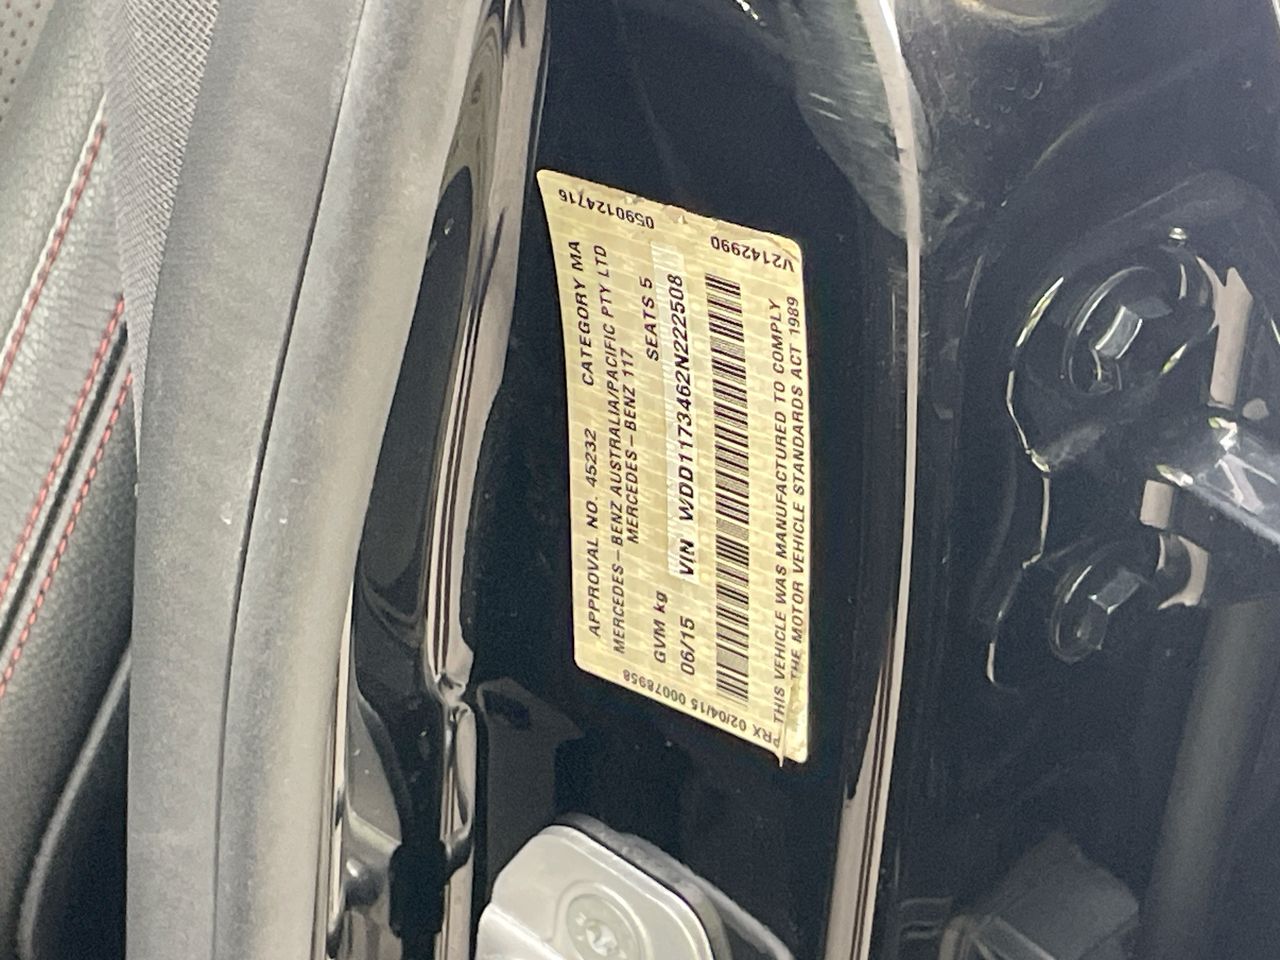 0590124716
V2142990
APPROVAL NO. 45232 CATEGORY MA
MERCEDES-BENZ AUSTRALIA/PACIFIC PTY LTD
MERCEDES-BENZ 117
GVM kg SEATS 5
06/15 VIN WDD1173462N222508
THIS VEHICLE WAS MANUFACTURED TO COMPLY
THE MOTOR VEHICLE STANDARDS ACT 1989
PRX 02/04/15 00078958